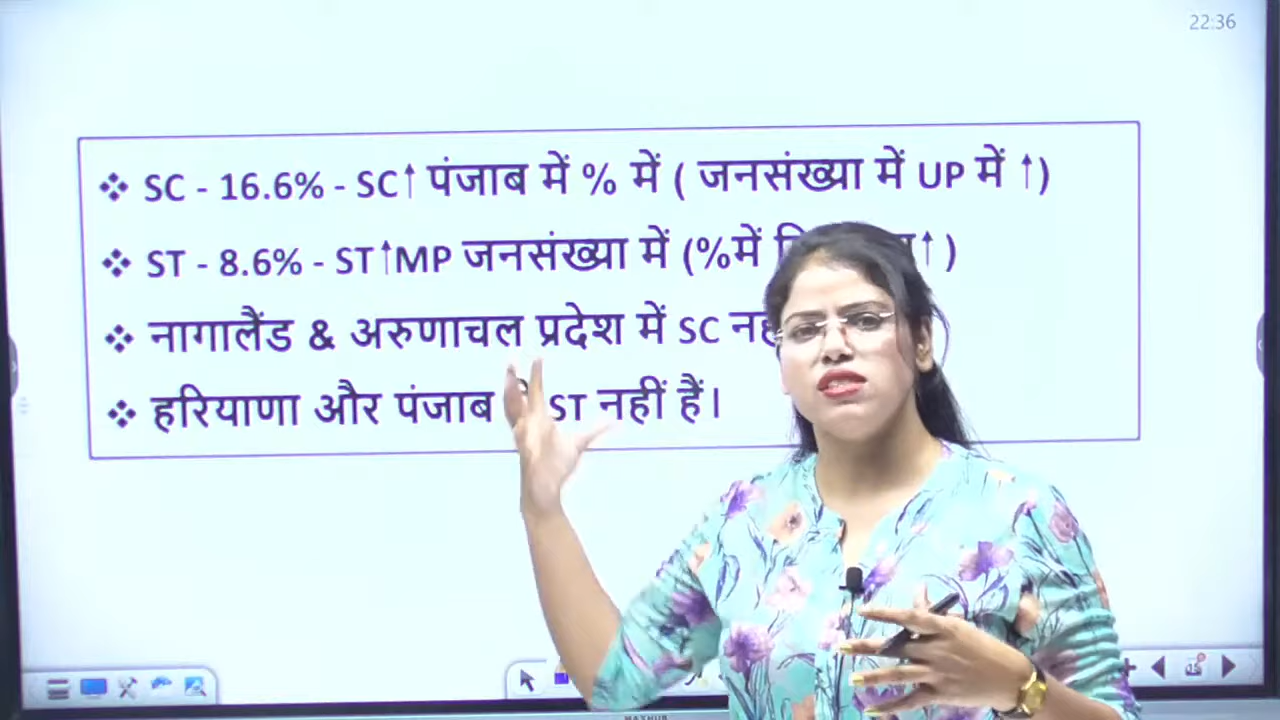 22:36
❖ SC - 16.6% - SC↑ पंजाब में % में ( जनसंख्या में UP में ↑)
❖ ST - 8.6% - ST↑MP जनसंख्या में (%में ↑ )
❖ नागालैंड & अरुणाचल प्रदेश में SC
❖ हरियाणा और पंजाब ST नहीं हैं।
MAXHUB